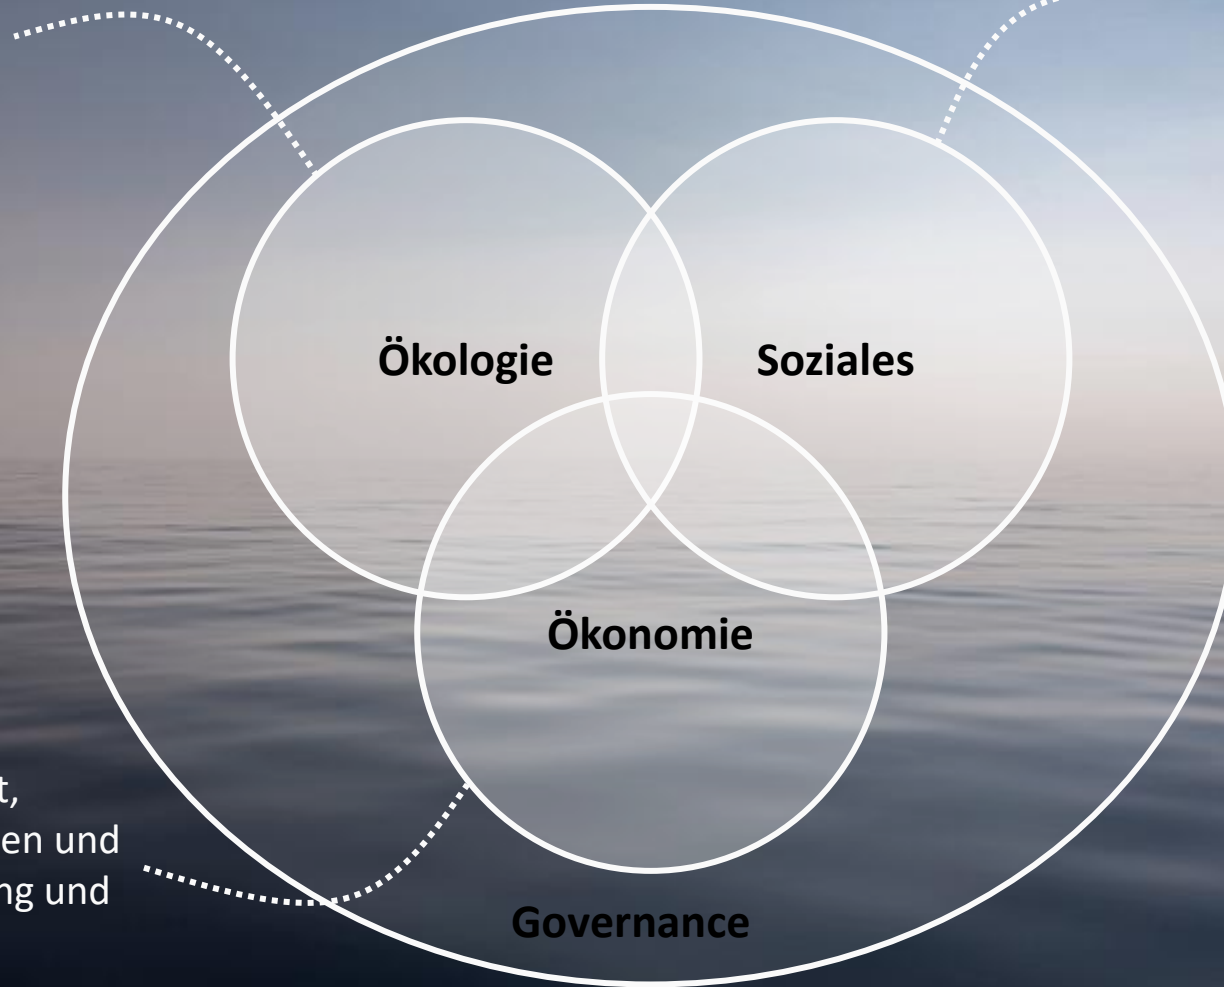 Ökologie
Soziales
Ökonomie
t,
en und
ng und
Governance